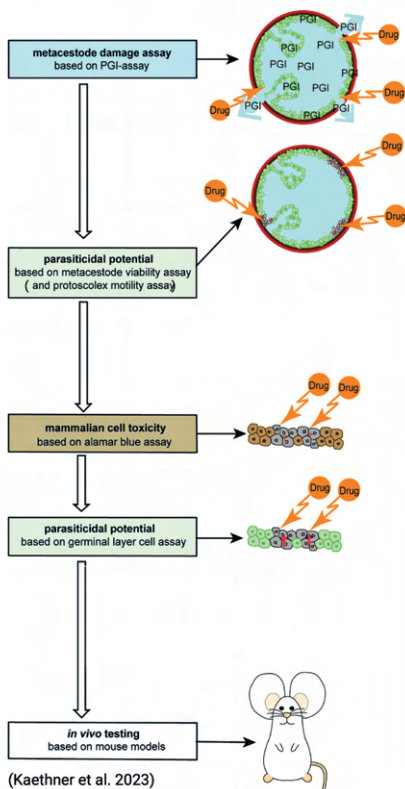 metacestode damage assay
based on PGI-assay
PGI
PGI
PGI
PGI
PGI
PGI
PGI
PGI
PGI
PGI
Drug
Drug
Drug
Drug
Drug
Drug
parasiticidal potential
based on metacestode viability assay
( and protoscolex motility assay)
mammalian cell toxicity
based on alamar blue assay
Drug
Drug
parasiticidal potential
based on germinal layer cell assay
Drug
Drug
in vivo testing
based on mouse models
(Kaethner et al. 2023)